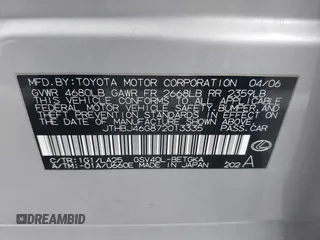 MFD.BY:TOYOTA MOTOR CORPORATION 04/06
GVWR 4680LB GAWR FR 2668LB RR 2359LB
THIS VEHICLE CONFORMS TO ALL APPLICABLE
FEDERAL MOTOR VEHICLE SAFETY, BUMPER AND
THEFT PREVENTION STANDARDS IN EFFECT ON
THE DATE OF MANUFACTURE SHOWN ABOVE.
JTHBJ46G872013335
PASS. CAR
C/TR:1G1/LA25 GSV40L-BETGKA
A/TM:-01A/U660E MADE IN JAPAN 202 A
DREAMBID